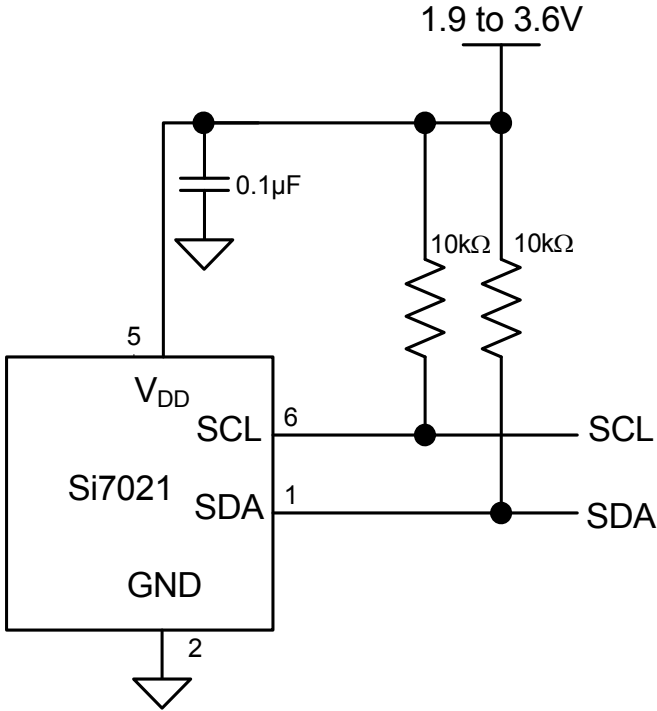 1.9 to 3.6V
0.1µF
10kΩ 10kΩ
5
VDD
SCL 6 SCL
Si7021
SDA 1 SDA
GND
2